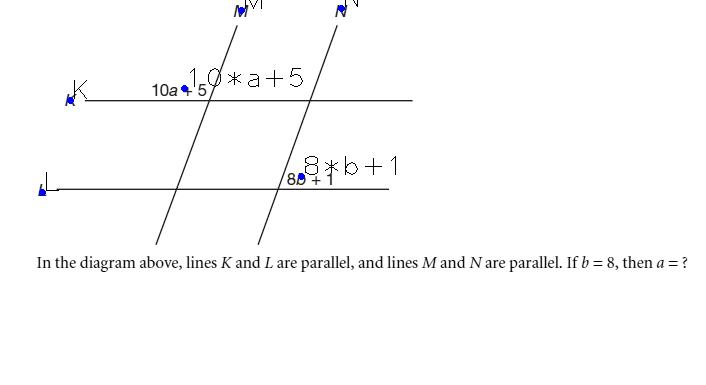 M M N N
K K 10a + 5 10*a+5
L L 8b + 1 8*b+1
In the diagram above, lines K and L are parallel, and lines M and N are parallel. If b = 8, then a = ?